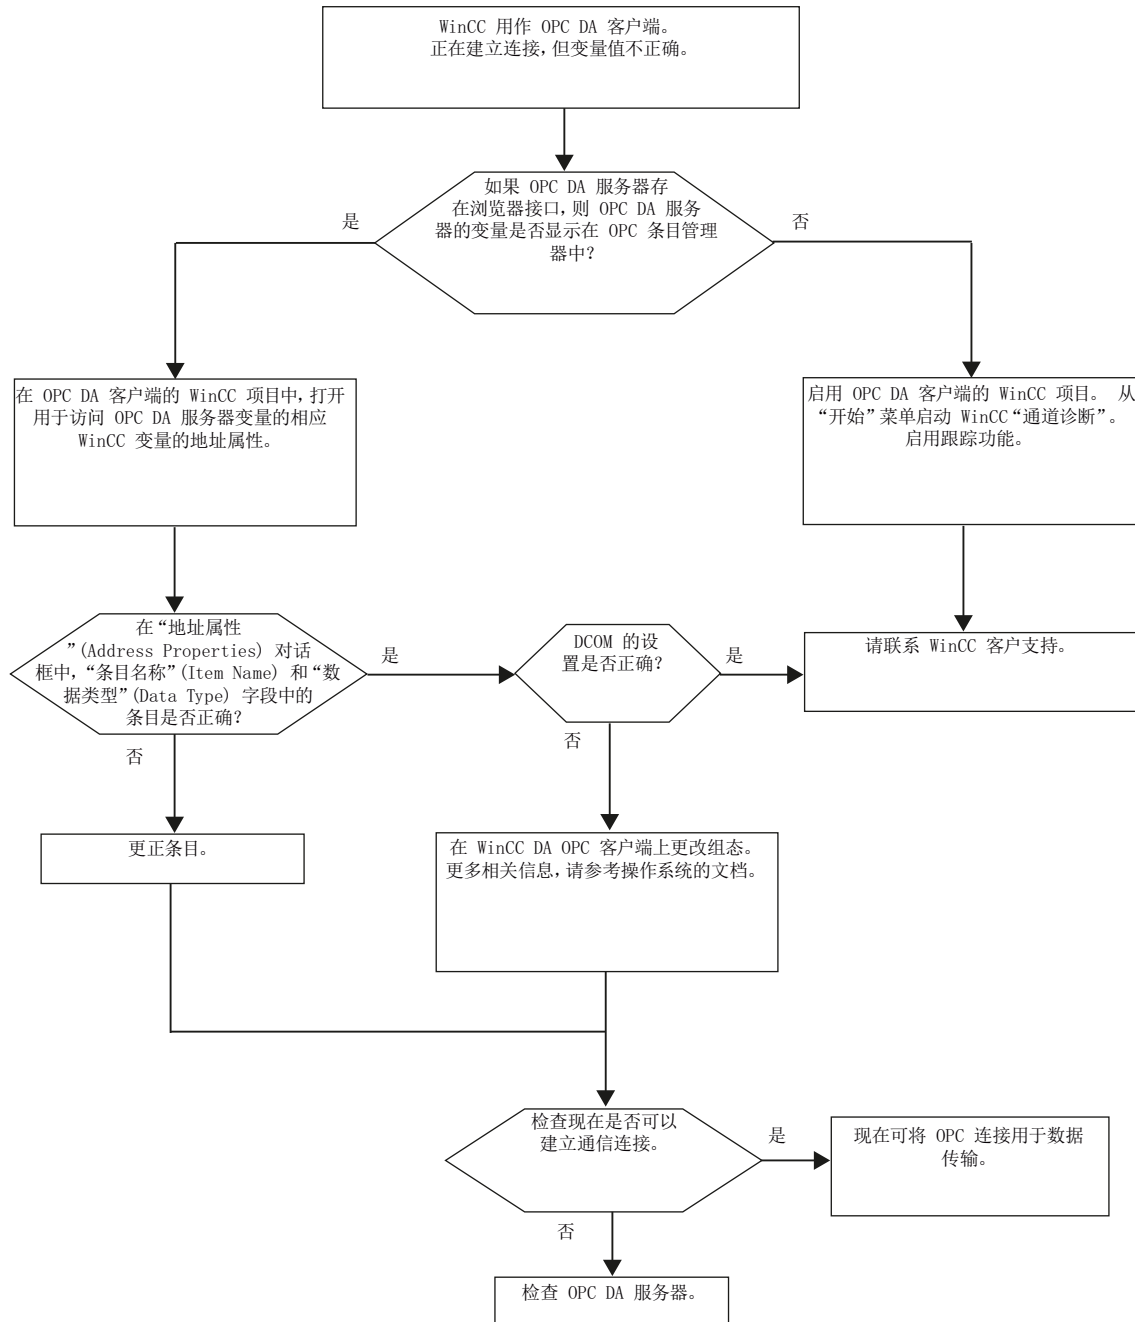 WinCC 用作 OPC DA 客户端。
正在建立连接,但变量值不正确。
如果 OPC DA 服务器存
在浏览器接口,则 OPC DA 服务
器的变量是否显示在 OPC 条目管理
器中?
是
否
在 OPC DA 客户端的 WinCC 项目中,打开
用于访问 OPC DA 服务器变量的相应
WinCC 变量的地址属性。
启用 OPC DA 客户端的 WinCC 项目。 从
“开始”菜单启动 WinCC“通道诊断”。
启用跟踪功能。
在“地址属性
”(Address Properties) 对话
框中, “条目名称”(Item Name) 和“数
据类型”(Data Type) 字段中的
条目是否正确?
是
DCOM 的设
置是否正确?
是
请联系 WinCC 客户支持。
否
否
更正条目。
在 WinCC DA OPC 客户端上更改组态。
更多相关信息,请参考操作系统的文档。
检查现在是否可以
建立通信连接。
是
现在可将 OPC 连接用于数据
传输。
否
检查 OPC DA 服务器。